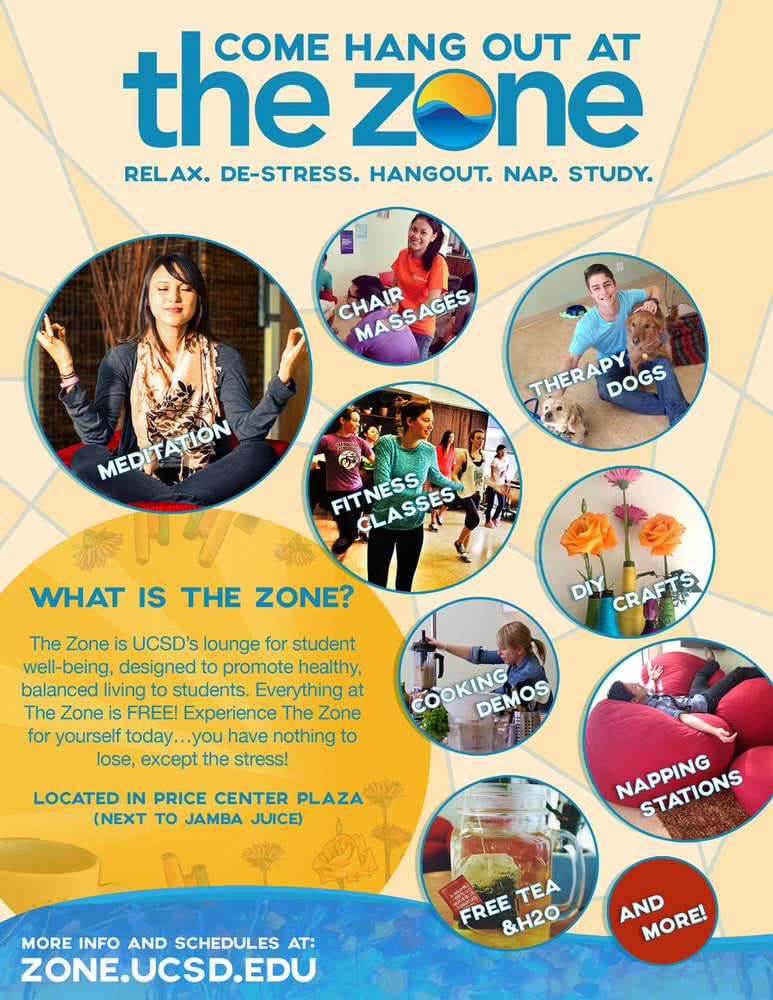 COME HANG OUT AT
the zone
RELAX. DE-STRESS. HANGOUT. NAP. STUDY.
CHAIR
MASSAGES
THERAPY
DOGS
MEDITATION
FITNESS
CLASSES
DIY CRAFTS
WHAT IS THE ZONE?
The Zone is UCSD's lounge for student
well-being, designed to promote healthy,
balanced living to students. Everything at
The Zone is FREE! Experience The Zone
for yourself today…you have nothing to
lose, except the stress!
LOCATED IN PRICE CENTER PLAZA
(NEXT TO JAMBA JUICE)
COOKING
DEMOS
NAPPING
STATIONS
FREE TEA
&H2O
AND
MORE!
MORE INFO AND SCHEDULES AT:
ZONE.UCSD.EDU